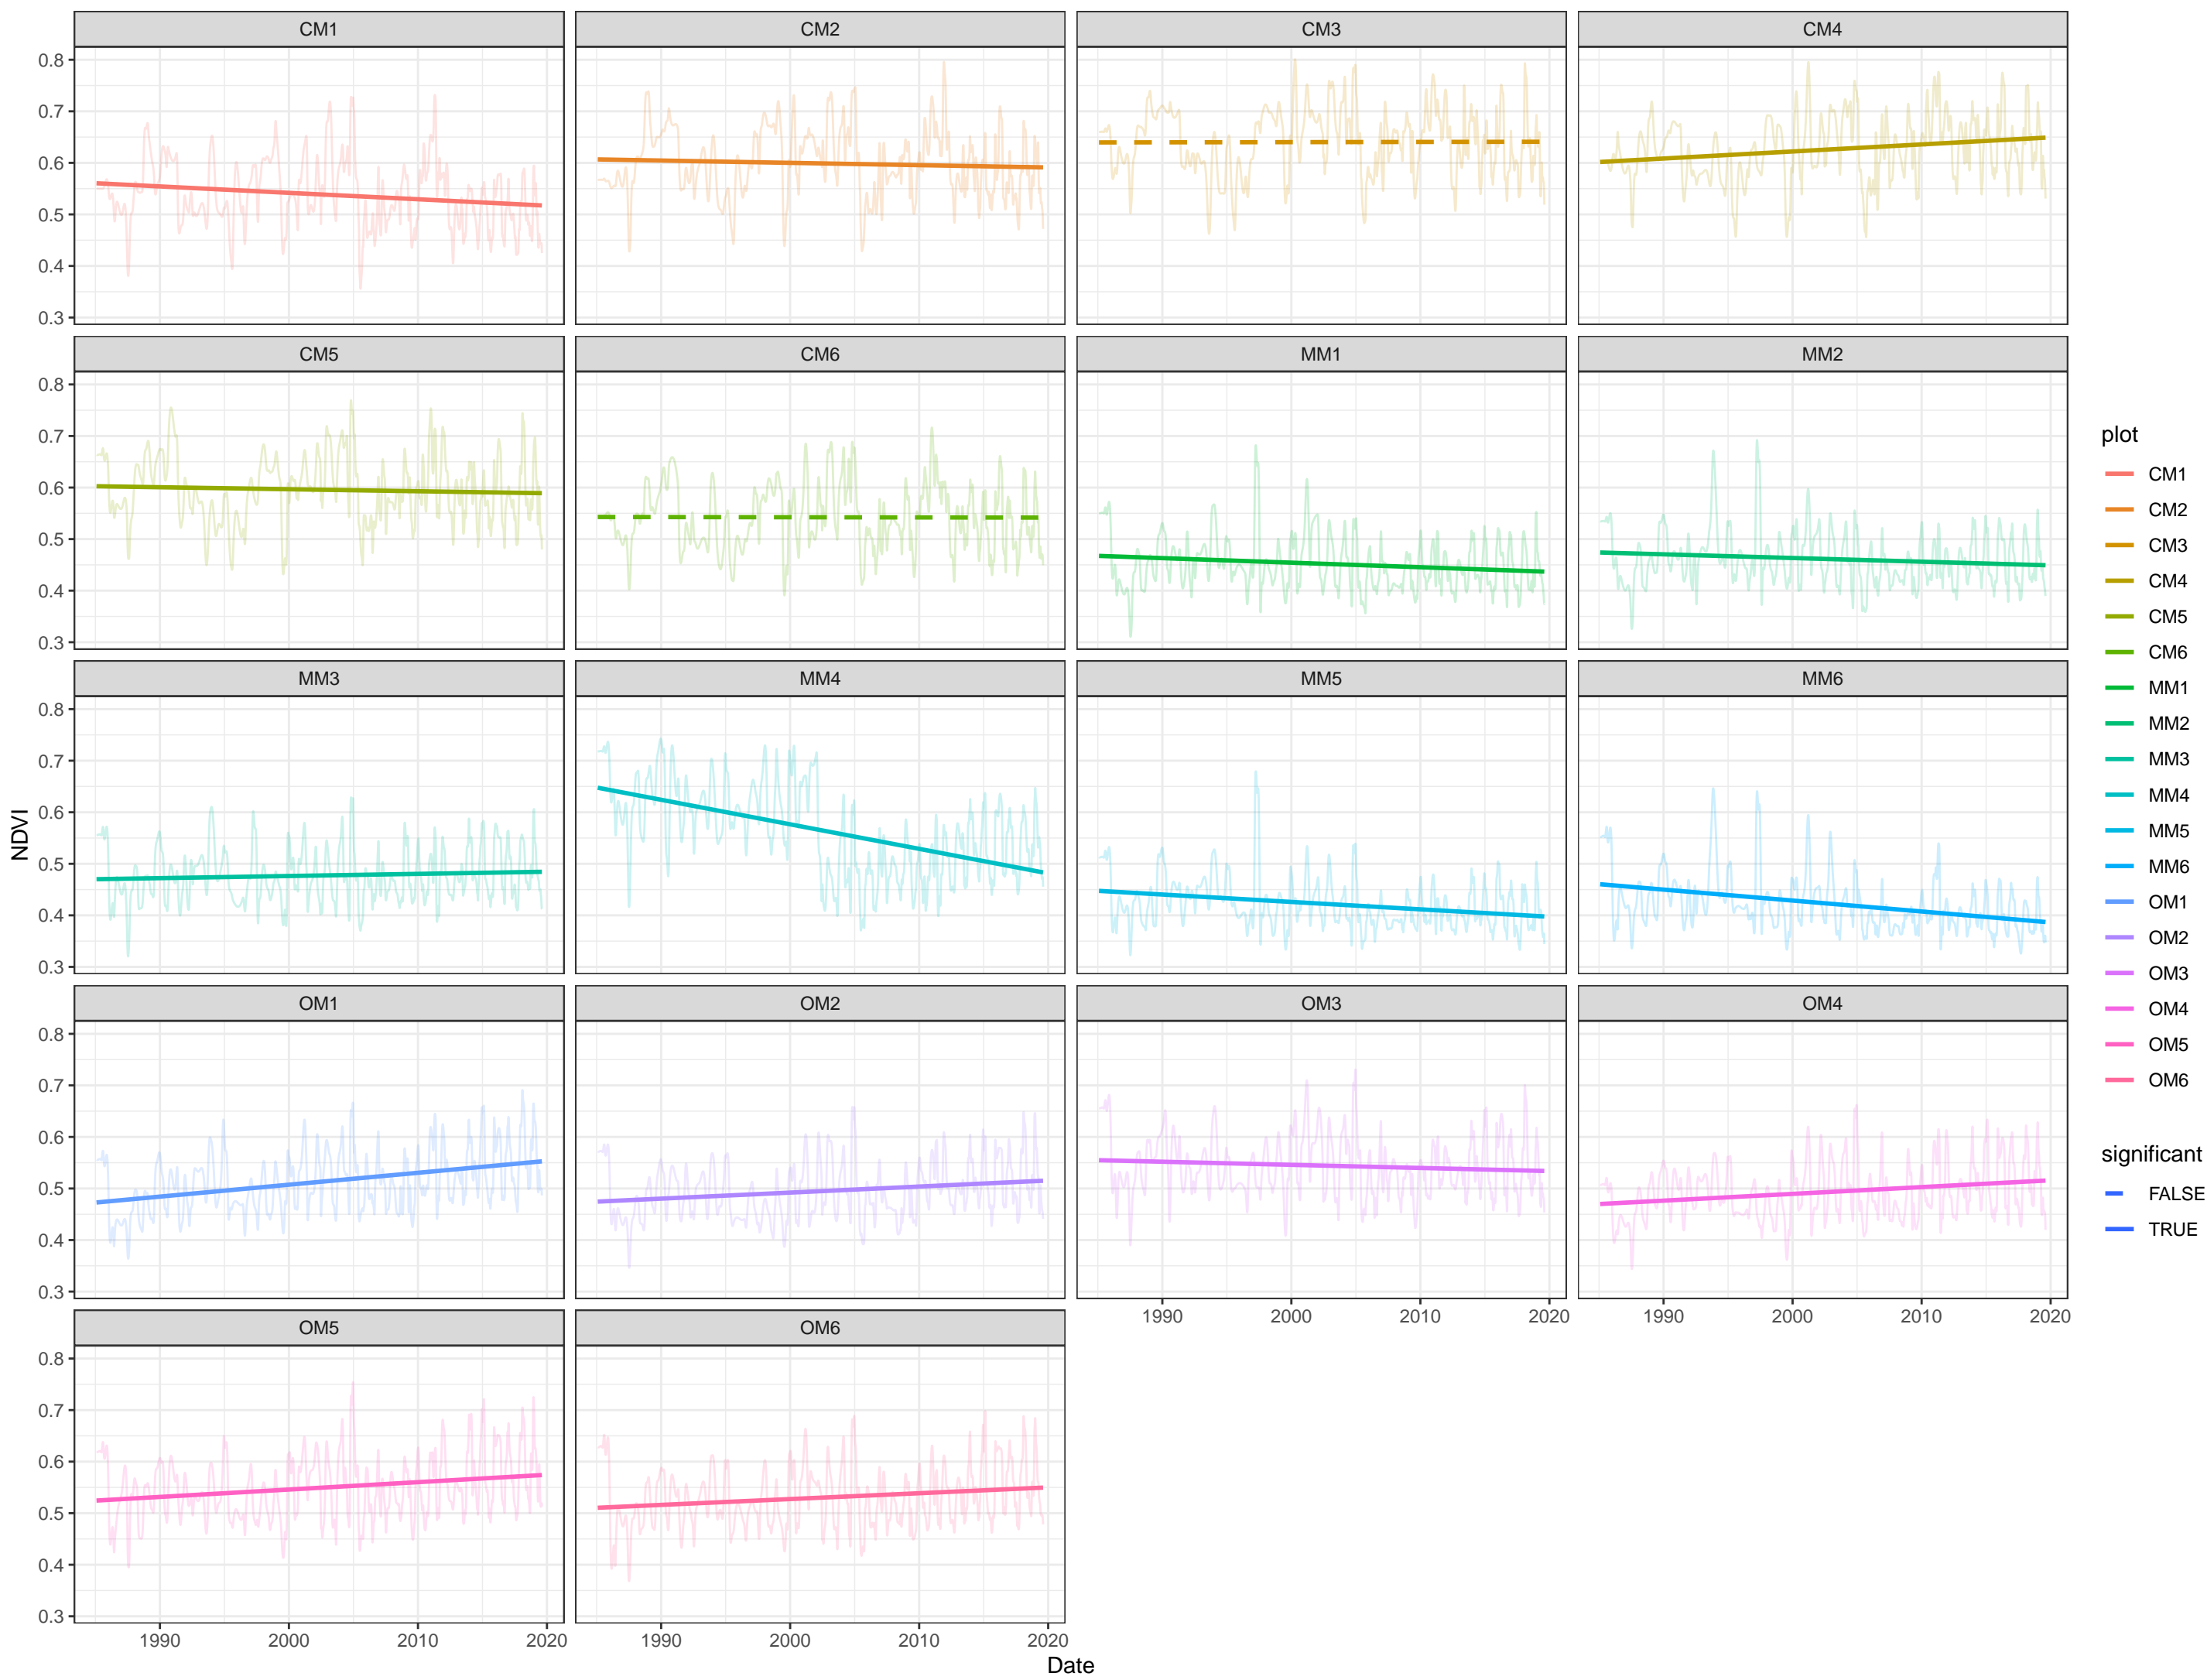 CM1 CM2 CM3 CM4
0.8
0.7
0.6
0.5
0.4
0.3
CM5 CM6 MM1 MM2
0.8
0.7
0.6
0.5
0.4
0.3
MM3 MM4 MM5 MM6
0.8
0.7
0.6
0.5
0.4
0.3
NDVI
OM1 OM2 OM3 OM4
0.8
0.7
0.6
0.5
0.4
0.3
1990 2000 2010 2020 1990 2000 2010 2020
OM5 OM6
0.8
0.7
0.6
0.5
0.4
0.3
1990 2000 2010 2020 1990 2000 2010 2020
Date
plot
CM1
CM2
CM3
CM4
CM5
CM6
MM1
MM2
MM3
MM4
MM5
MM6
OM1
OM2
OM3
OM4
OM5
OM6
significant
FALSE
TRUE